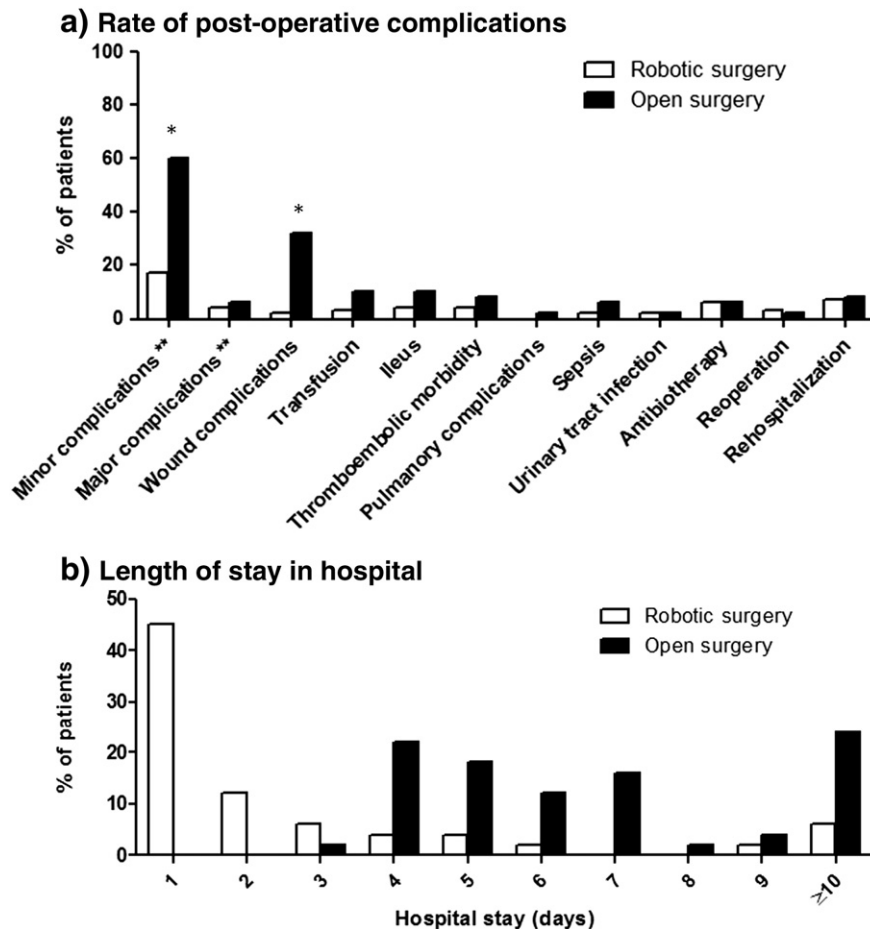 a) Rate of post-operative complications
100
80
60
40
20
0
% of patients
Robotic surgery
Open surgery
*
*
Minor complications **
Major complications **
Wound complications
Transfusion
Ileus
Thromboembolic morbidity
Pulmanory complications
Sepsis
Urinary tract infection
Antibiotherapy
Reoperation
Rehospitalization
b) Length of stay in hospital
50
40
30
20
10
0
% of patients
Robotic surgery
Open surgery
1
2
3
4
5
6
7
8
9
≥10
Hospital stay (days)